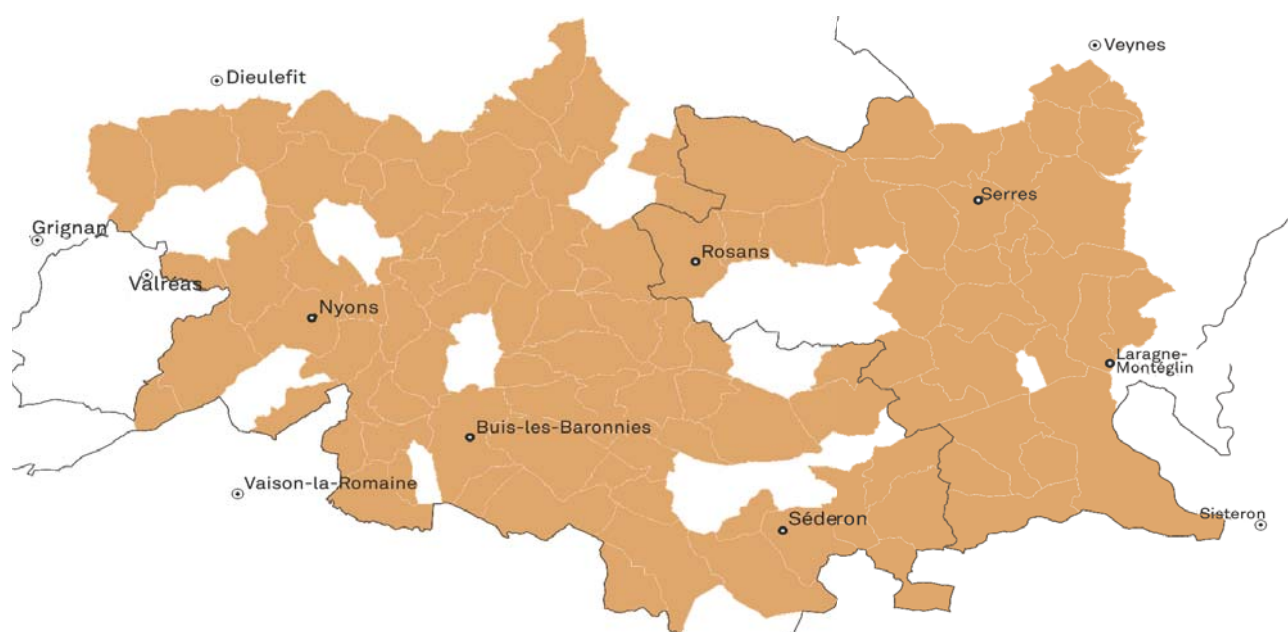 Veynes
Dieulefit
Serres
Grignan
Rosans
Valréas
Nyons
Laragne-
Montéglin
Buis-les-Baronnies
Vaison-la-Romaine
Séderon
Sisteron